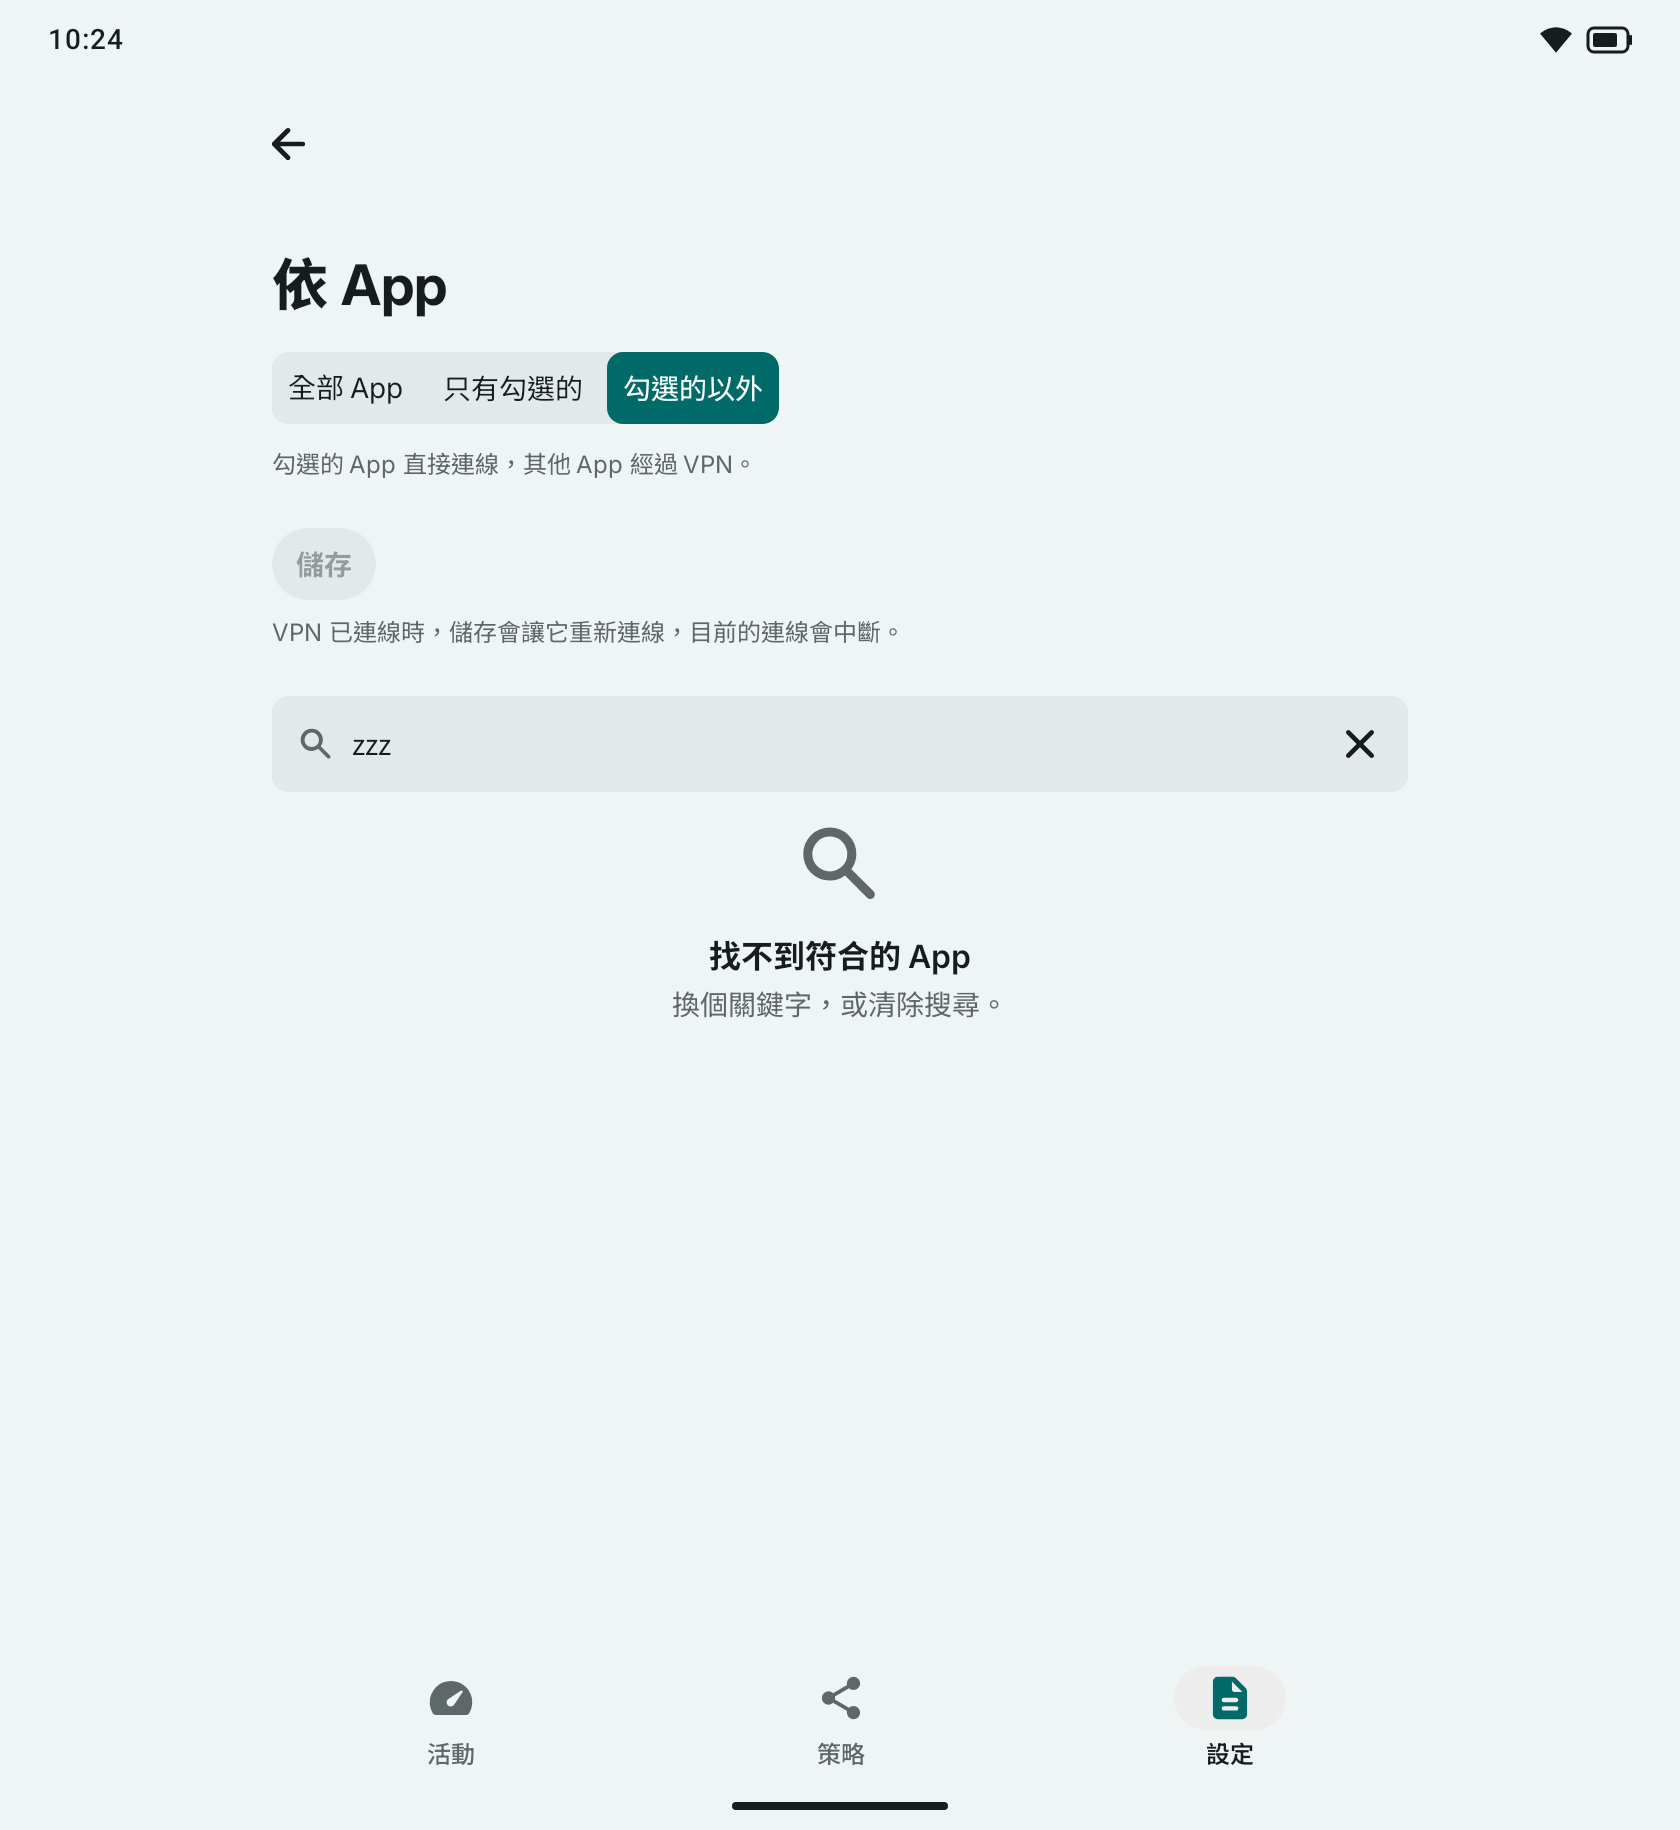 10:24
依 App
全部 App 只有勾選的 勾選的以外
勾選的 App 直接連線，其他 App 經過 VPN。
儲存
VPN 已連線時，儲存會讓它重新連線，目前的連線會中斷。
zzz
找不到符合的 App
換個關鍵字，或清除搜尋。
活動 策略 設定